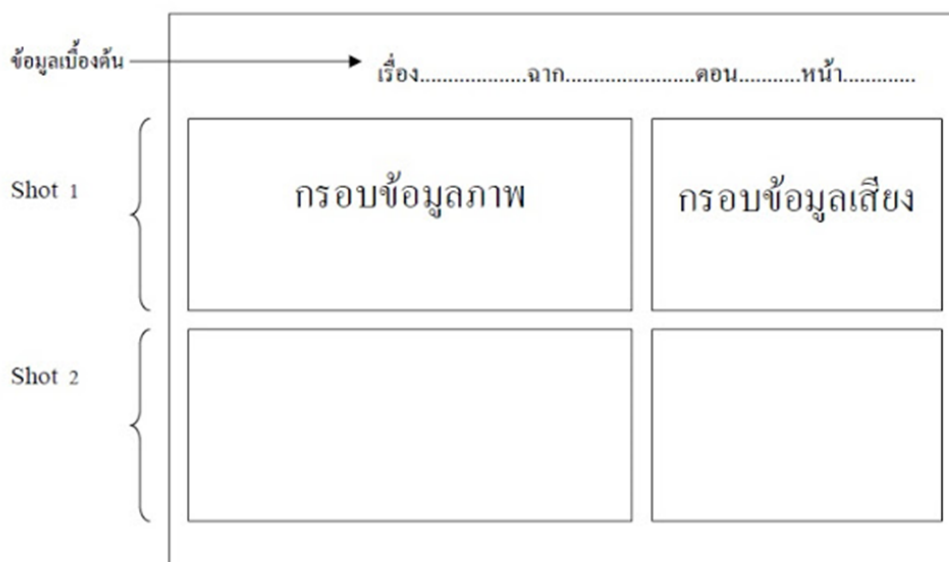 ข้อมูลเบื้องต้น
เรื่อง..................ฉาก......................ตอน..........หน้า............
Shot 1
กรอบข้อมูลภาพ
กรอบข้อมูลเสียง
Shot 2